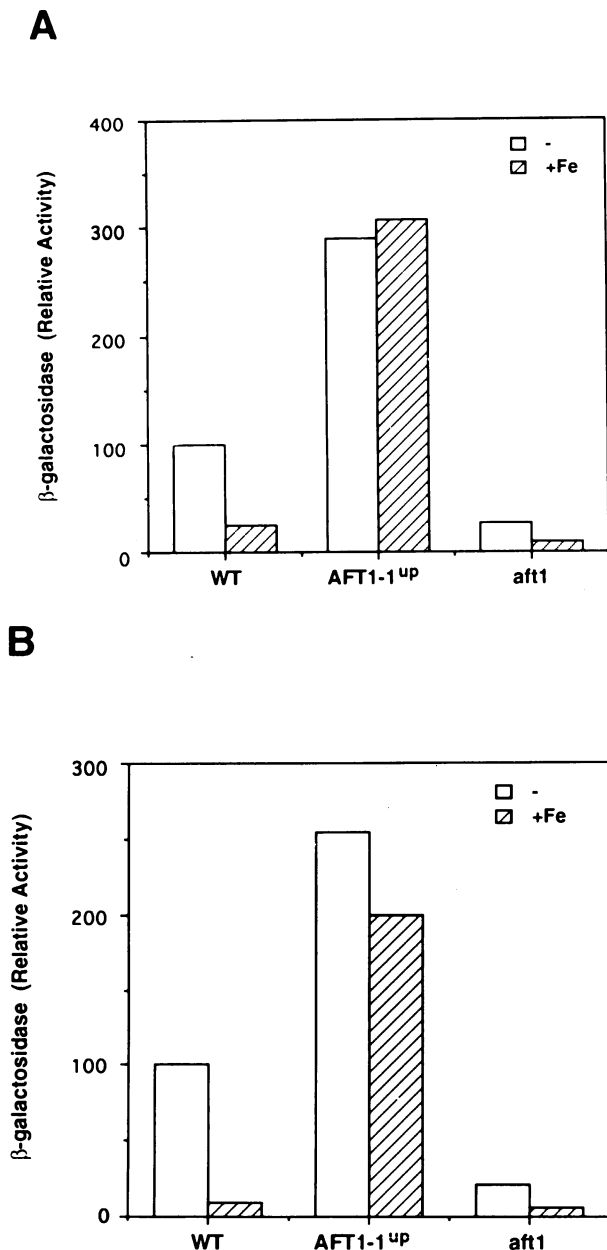 A
400
300
200
100
0
β-galactosidase (Relative Activity)
-
+Fe
WT
AFT1-1up
aft1
B
300
200
100
0
β-galactosidase (Relative Activity)
-
+Fe
WT
AFT1-1up
aft1